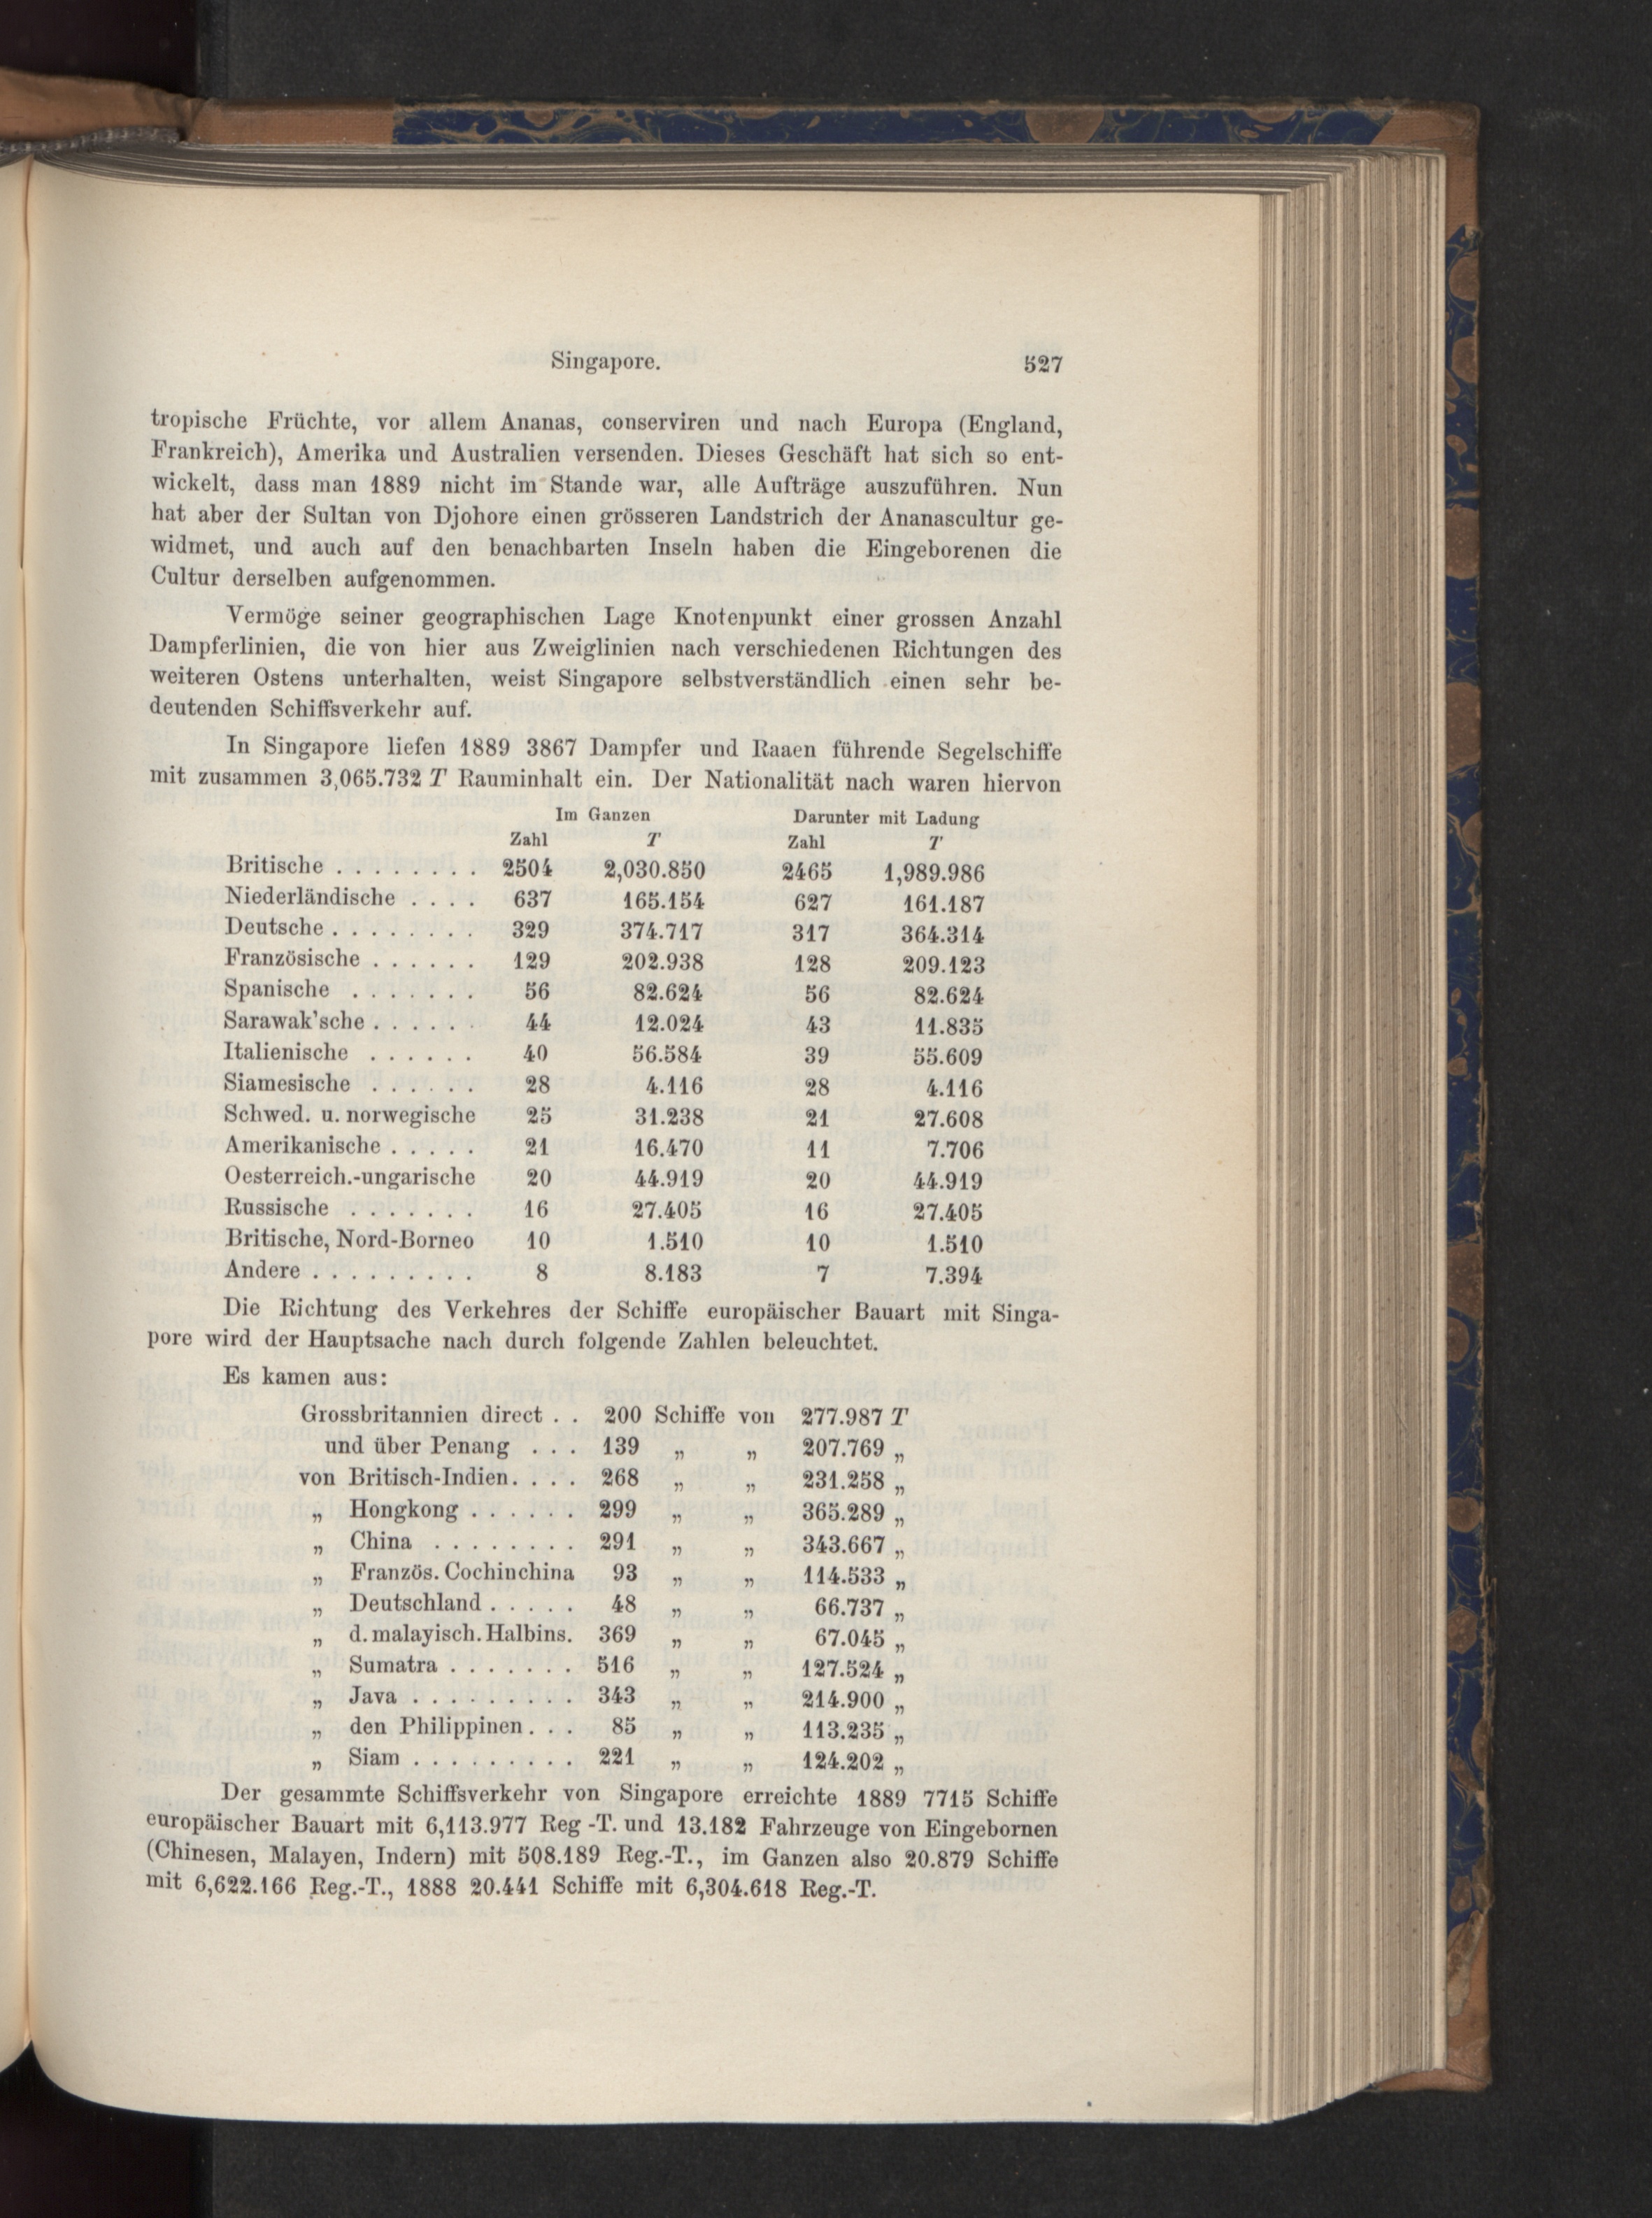 Singapore. 527
tropische Früchte, vor allem Ananas, conserviren und nach Europa (England,
Frankreich), Amerika und Australien versenden. Dieses Geschäft hat sich so ent-
wickelt, dass man 1889 nicht im Stande war, alle Aufträge auszuführen. Nun
hat aber der Sultan von Djohore einen grösseren Landstrich der Ananascultur ge-
widmet, und auch auf den benachbarten Inseln haben die Eingeborenen die
Cultur derselben aufgenommen.
Vermöge seiner geographischen Lage Knotenpunkt einer grossen Anzahl
Dampferlinien, die von hier aus Zweiglinien nach verschiedenen Richtungen des
weiteren Ostens unterhalten, weist Singapore selbstverständlich einen sehr be-
deutenden Schiffsverkehr auf.
In Singapore liefen 1889 3867 Dampfer und Raaen führende Segelschiffe
mit zusammen 3,065.732 T Rauminhalt ein. Der Nationalität nach waren hiervon
Im Ganzen Darunter mit Ladung
Zahl T Zahl T
Britische . . . . . . . . 2504 2,030.850 2465 1,989.986
Niederländische . . . . 637 165.154 627 161.187
Deutsche . . . . . . . . 329 374.717 317 364.314
Französische . . . . . . 129 202.938 128 209.123
Spanische . . . . . . . 56 82.624 56 82.624
Sarawak'sche . . . . . . 44 12.024 43 11.835
Italienische . . . . . . 40 56.584 39 55.609
Siamesische . . . . . . 28 4.116 28 4.116
Schwed. u. norwegische 25 31.238 21 27.608
Amerikanische . . . . . 21 16.470 11 7.706
Oesterreich.-ungarische 20 44.919 20 44.919
Russische . . . . . . . 16 27.405 16 27.405
Britische, Nord-Borneo 10 1.510 10 1.510
Andere . . . . . . . . . 8 8.183 7 7.394
Die Richtung des Verkehres der Schiffe europäischer Bauart mit Singa-
pore wird der Hauptsache nach durch folgende Zahlen beleuchtet.
Es kamen aus:
Grossbritannien direct . . 200 Schiffe von 277.987 T
und über Penang . . . 139 „ „ 207.769 „
von Britisch-Indien . . . . 268 „ „ 231.258 „
„ Hongkong . . . . . . 299 „ „ 365.289 „
„ China . . . . . . . . 291 „ „ 343.667 „
„ Französ. Cochinchina 93 „ „ 114.533 „
„ Deutschland . . . . . 48 „ „ 66.737 „
„ d. malayisch. Halbins. 369 „ „ 67.045 „
„ Sumatra . . . . . . . 516 „ „ 127.524 „
„ Java . . . . . . . . . 343 „ „ 214.900 „
„ den Philippinen . . . 85 „ „ 113.235 „
„ Siam . . . . . . . . . 221 „ „ 124.202 „
Der gesammte Schiffsverkehr von Singapore erreichte 1889 7715 Schiffe
europäischer Bauart mit 6,113.977 Reg -T. und 13.182 Fahrzeuge von Eingebornen
(Chinesen, Malayen, Indern) mit 508.189 Reg.-T., im Ganzen also 20.879 Schiffe
mit 6,622.166 Reg.-T., 1888 20.441 Schiffe mit 6,304.618 Reg.-T.